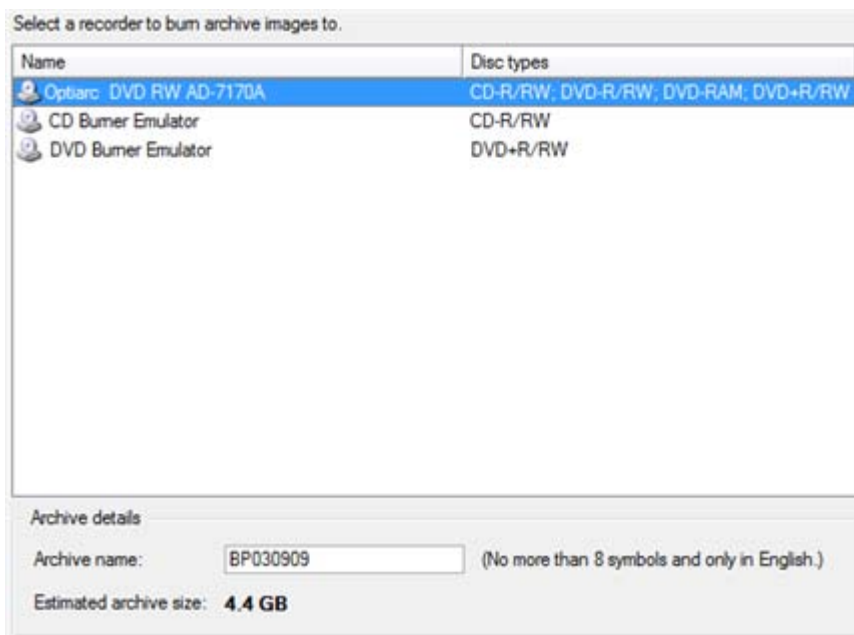 Select a recorder to burn archive images to.
Name Disc types
Optiarc DVD RW AD-7170A CD-R/RW; DVD-R/RW; DVD-RAM; DVD+R/RW
CD Burner Emulator CD-R/RW
DVD Burner Emulator DVD+R/RW
Archive details
Archive name: BP030909 (No more than 8 symbols and only in English.)
Estimated archive size: 4.4 GB